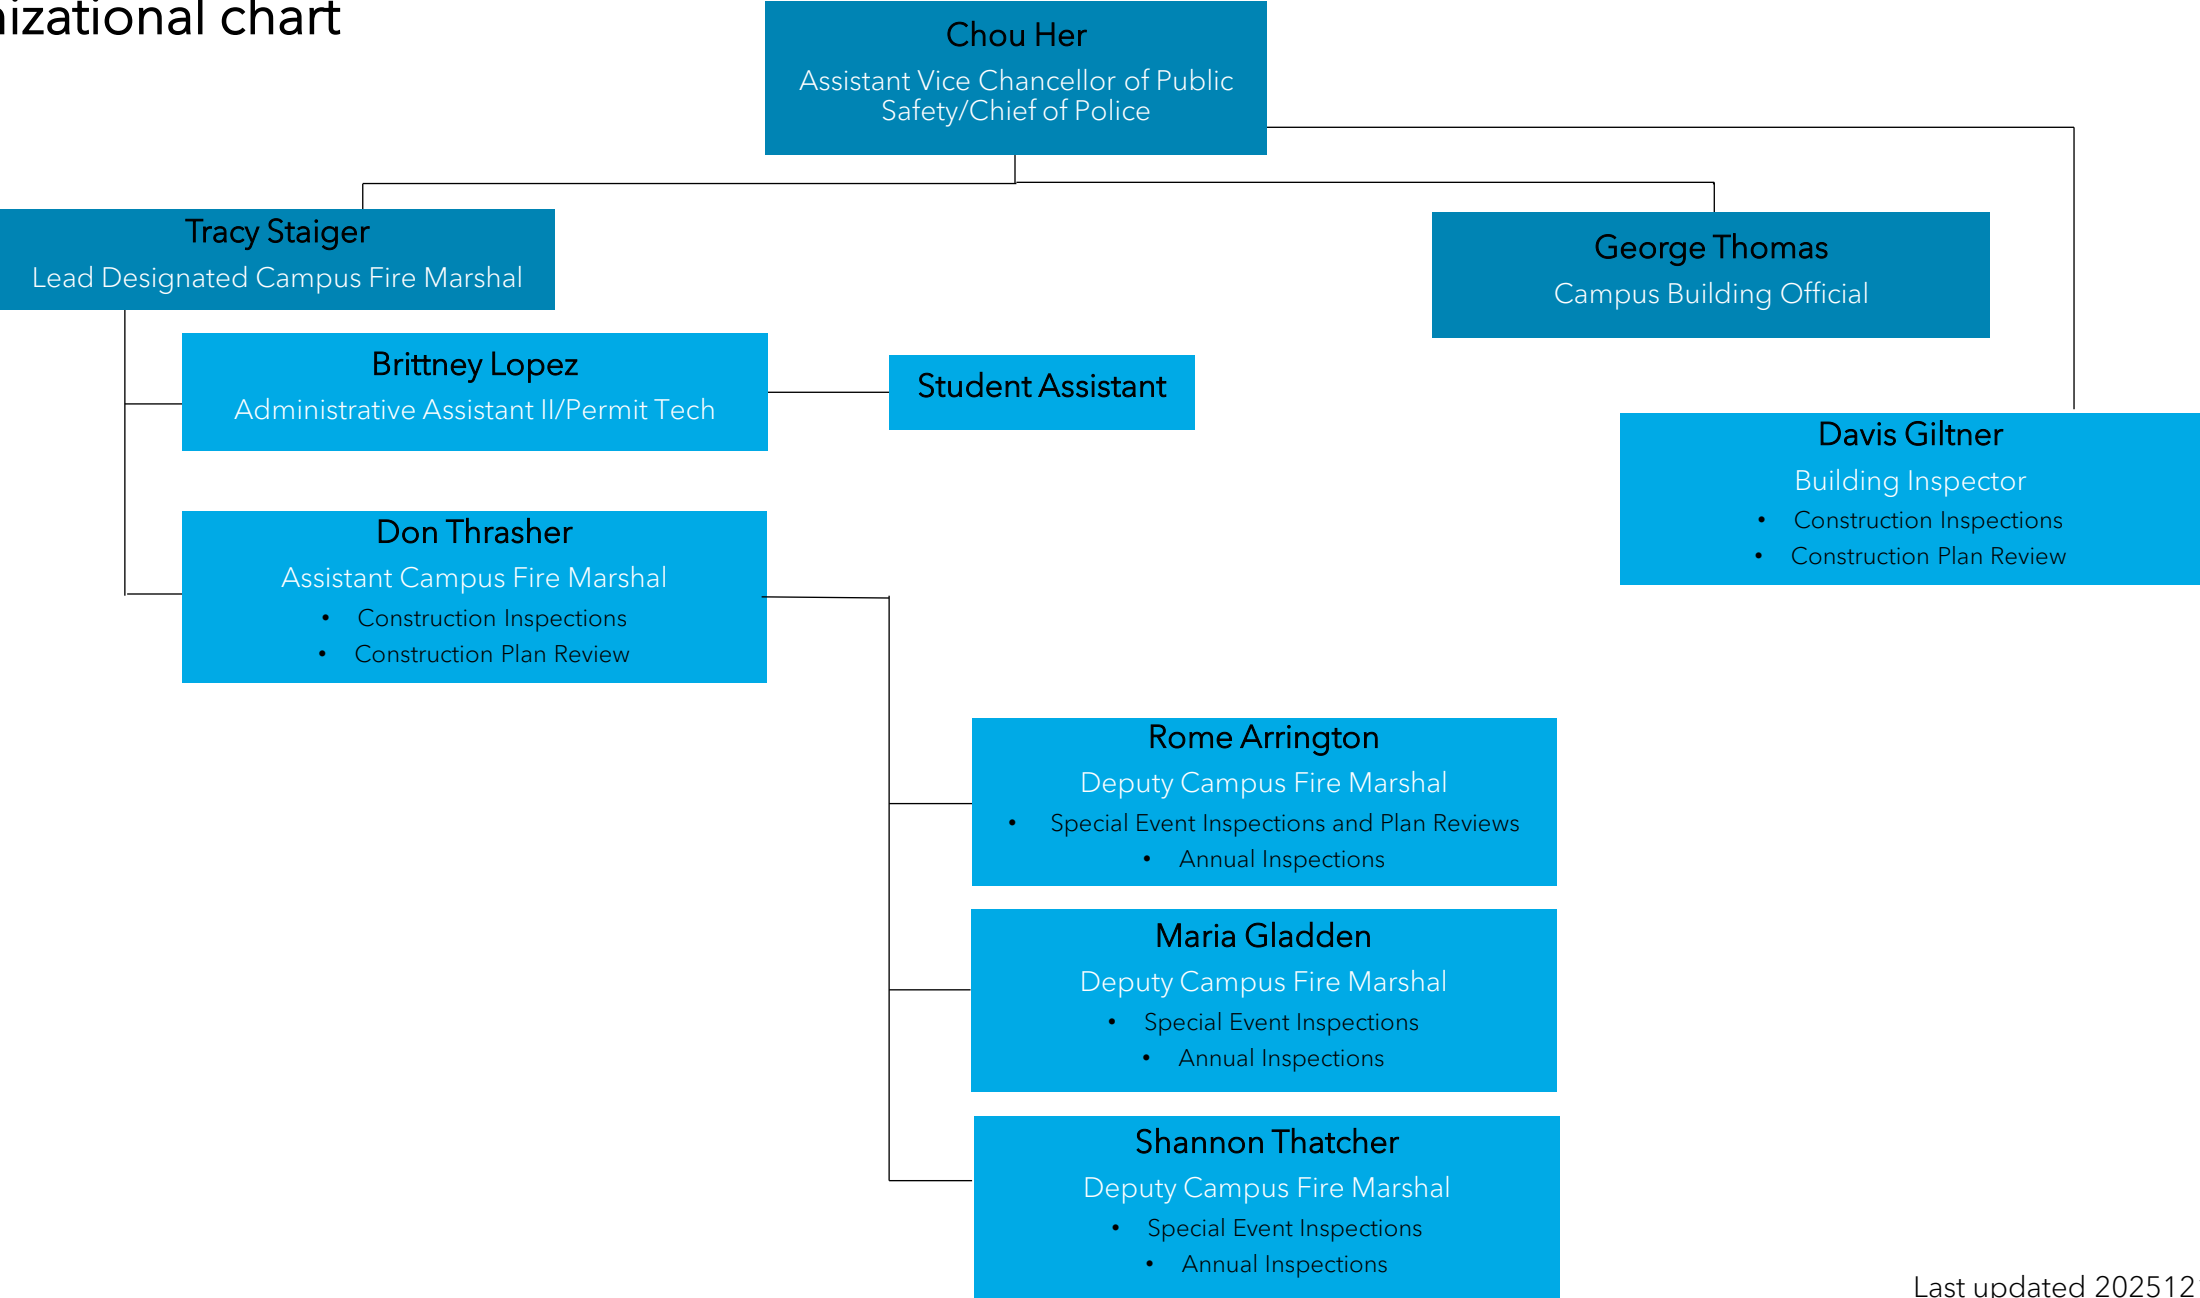 nizational chart
Chou Her
Assistant Vice Chancellor of Public
Safety/Chief of Police
Tracy Staiger
Lead Designated Campus Fire Marshal
George Thomas
Campus Building Official
Brittney Lopez
Administrative Assistant II/Permit Tech
Student Assistant
Davis Giltner
Building Inspector
• Construction Inspections
• Construction Plan Review
Don Thrasher
Assistant Campus Fire Marshal
• Construction Inspections
• Construction Plan Review
Rome Arrington
Deputy Campus Fire Marshal
• Special Event Inspections and Plan Reviews
• Annual Inspections
Maria Gladden
Deputy Campus Fire Marshal
• Special Event Inspections
• Annual Inspections
Shannon Thatcher
Deputy Campus Fire Marshal
• Special Event Inspections
• Annual Inspections
Last updated 202512